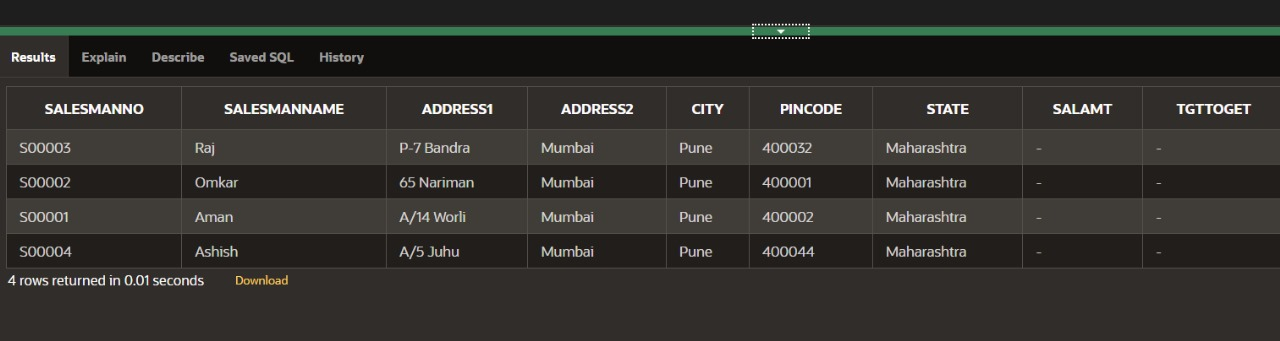 Results Explain Describe Saved SQL History
SALESMANNO SALESMANNAME ADDRESS1 ADDRESS2 CITY PINCODE STATE SALAMT TGTTOGET
S00003 Raj P-7 Bandra Mumbai Pune 400032 Maharashtra - -
S00002 Omkar 65 Nariman Mumbai Pune 400001 Maharashtra - -
S00001 Aman A/14 Worli Mumbai Pune 400002 Maharashtra - -
S00004 Ashish A/5 Juhu Mumbai Pune 400044 Maharashtra - -
4 rows returned in 0.01 seconds Download